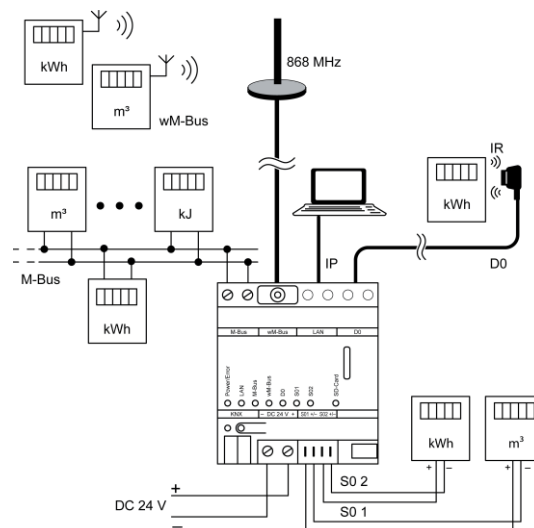 kWh
m³
wM-Bus
868 MHz
IR
kWh
D0
m³
kJ
M-Bus
kWh
IP
M-Bus wM-Bus LAN D0
Power/Error
LAN
M-Bus
wM-Bus
D0
S01
S02
SD-Card
KNX − DC 24 V + S01 +/− S02 +/−
kWh
m³
+ − + −
S0 2
S0 1
+
DC 24 V
−